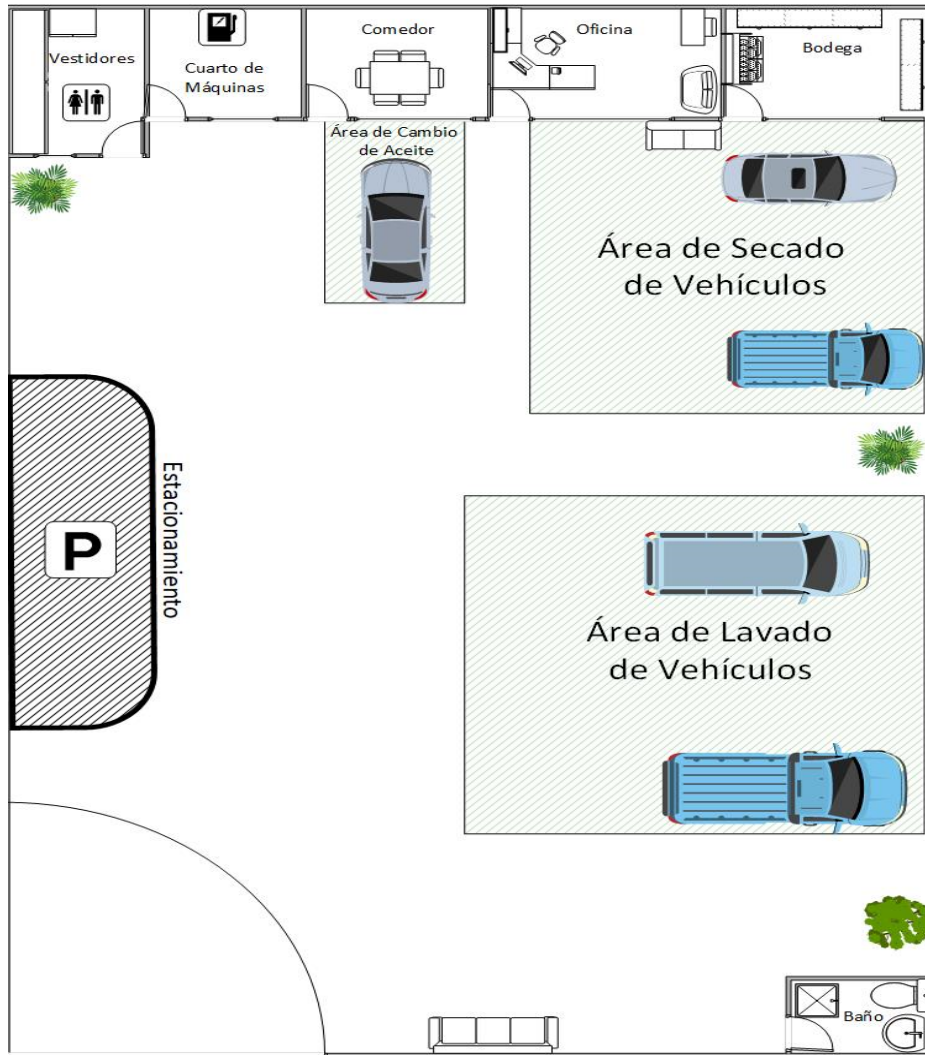 Vestidores
Cuarto de
Máquinas
Comedor
Oficina
Bodega
Área de Cambio
de Aceite
Área de Secado
de Vehículos
Estacionamiento
P
Área de Lavado
de Vehículos
Baño